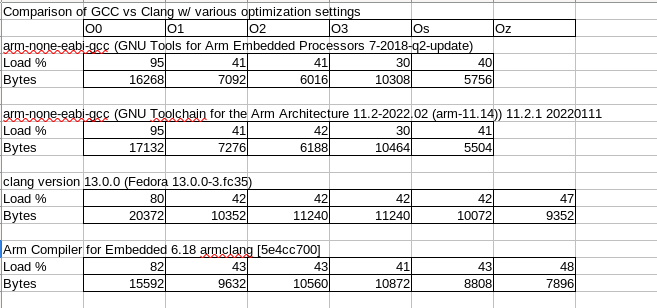 Comparison of GCC vs Clang w/ various optimization settings
O0 O1 O2 O3 Os Oz
arm-none-eabi-gcc (GNU Tools for Arm Embedded Processors 7-2018-q2-update)
Load % 95 41 41 30 40
Bytes 16268 7092 6016 10308 5756
arm-none-eabi-gcc (GNU Toolchain for the Arm Architecture 11.2-2022.02 (arm-11.14)) 11.2.1 20220111
Load % 95 41 42 30 41
Bytes 17132 7276 6188 10464 5504
clang version 13.0.0 (Fedora 13.0.0-3.fc35)
Load % 80 42 42 42 42 47
Bytes 20372 10352 11240 11240 10072 9352
Arm Compiler for Embedded 6.18 armclang [5e4cc700]
Load % 82 43 43 41 43 48
Bytes 15592 9632 10560 10872 8808 7896